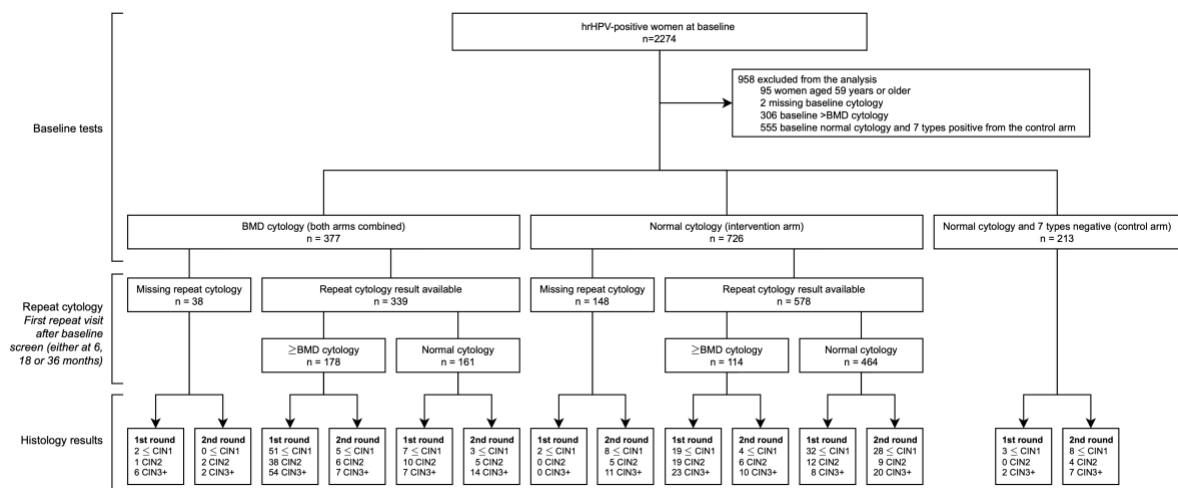 hrHPV-positive women at baseline
n=2274
958 excluded from the analysis
95 women aged 59 years or older
2 missing baseline cytology
306 baseline >BMD cytology
555 baseline normal cytology and 7 types positive from the control arm
Baseline tests
BMD cytology (both arms combined)
n = 377
Normal cytology (intervention arm)
n = 726
Normal cytology and 7 types negative (control arm)
n = 213
Repeat cytology
First repeat visit
after baseline
screen (either at 6,
18 or 36 months)
Missing repeat cytology
n = 38
Repeat cytology result available
n = 339
Missing repeat cytology
n = 148
Repeat cytology result available
n = 578
≥BMD cytology
n = 178
Normal cytology
n = 161
≥BMD cytology
n = 114
Normal cytology
n = 464
Histology results
1st round
2 ≤ CIN1
1 CIN2
6 CIN3+
2nd round
0 ≤ CIN1
2 CIN2
2 CIN3+
1st round
51 ≤ CIN1
38 CIN2
54 CIN3+
2nd round
5 ≤ CIN1
6 CIN2
7 CIN3+
1st round
7 ≤ CIN1
10 CIN2
7 CIN3+
2nd round
3 ≤ CIN1
5 CIN2
14 CIN3+
1st round
2 ≤ CIN1
0 CIN2
0 CIN3+
2nd round
8 ≤ CIN1
5 CIN2
11 CIN3+
1st round
19 ≤ CIN1
19 CIN2
23 CIN3+
2nd round
4 ≤ CIN1
6 CIN2
10 CIN3+
1st round
32 ≤ CIN1
12 CIN2
8 CIN3+
2nd round
28 ≤ CIN1
9 CIN2
20 CIN3+
1st round
3 ≤ CIN1
0 CIN2
2 CIN3+
2nd round
8 ≤ CIN1
4 CIN2
7 CIN3+